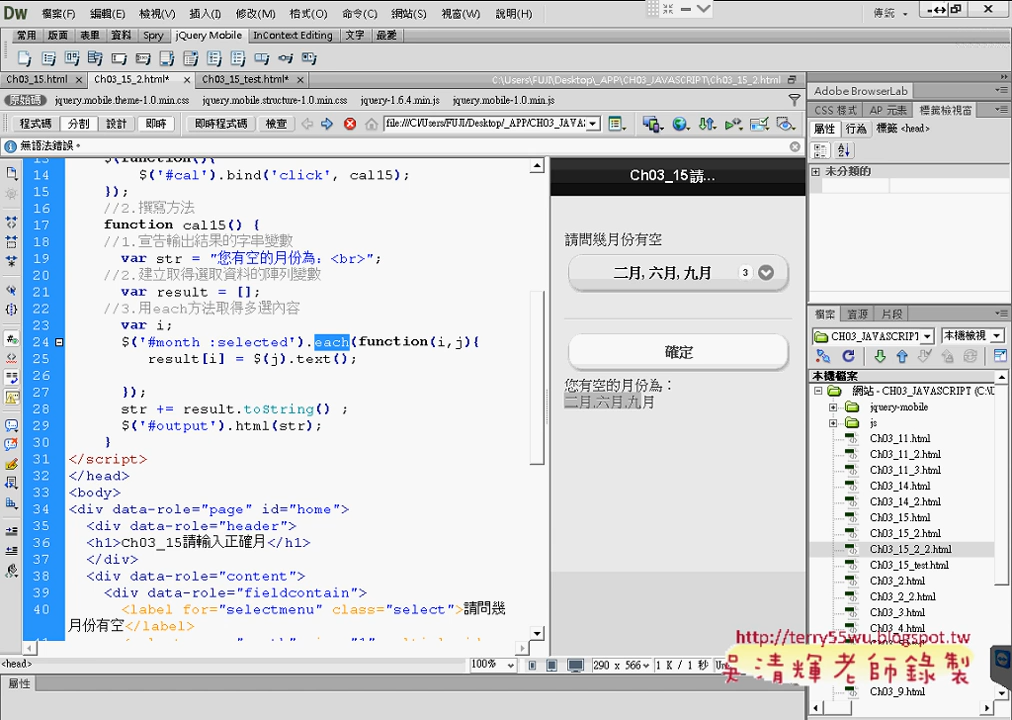 Dw 檔案(F) 編輯(E) 檢視(V) 插入(I) 修改(M) 格式(O) 命令(C) 網站(S) 視窗(W) 說明(H) 傳統
常用 版面 表單 資料 Spry jQuery Mobile InContext Editing 文字 最愛
Ch03_15.html Ch03_15_2.html* Ch03_15_test.html* C:\Users\FUJI\Desktop\_APP\CH03_JAVASCRIPT\Ch03_15_2.html
原始碼 jquery.mobile.theme-1.0.min.css jquery.mobile.structure-1.0.min.css jquery-1.6.4.min.js jquery.mobile-1.0.min.js
程式碼 分割 設計 即時 即時程式碼 檢查 file:///C|/Users/FUJI/Desktop/_APP/CH03_JAVA
無語法錯誤。
13 $(function(){
14 $('#cal').bind('click', cal15);
15 });
16 //2.撰寫方法
17 function cal15() {
18 //1.宣告輸出結果的字串變數
19 var str = "您有空的月份為：<br>";
20 //2.建立取得選取資料的陣列變數
21 var result = [];
22 //3.用each方法取得多選內容
23 var i;
24 $('#month :selected').each(function(i,j){
25 result[i] = $(j).text();
26
27 });
28 str += result.toString() ;
29 $('#output').html(str);
30 }
31 </script>
32 </head>
33 <body>
34 <div data-role="page" id="home">
35 <div data-role="header">
36 <h1>Ch03_15請輸入正確月</h1>
37 </div>
38 <div data-role="content">
39 <div data-role="fieldcontain">
40 <label for="selectmenu" class="select">請問幾
月份有空</label>
<head> 100% 290 x 566 1 K / 1 秒
屬性
Ch03_15請...
請問幾月份有空
二月, 六月, 九月 3
確定
您有空的月份為：
二月,六月,九月
Adobe BrowserLab
CSS 樣式 AP 元素 標籤檢視窗
屬性 行為 標籤 <head>
未分類的
檔案 資源 片段
CH03_JAVASCRIPT 本機檢視
本機檔案
網站 - CH03_JAVASCRIPT
jquery-mobile
js
Ch03_11.html
Ch03_11_2.html
Ch03_11_3.html
Ch03_14.html
Ch03_14_2.html
Ch03_15.html
Ch03_15_2.html
Ch03_15_2_2.html
Ch03_15_test.html
Ch03_2.html
Ch03_2_2.html
Ch03_3.html
Ch03_4.html
Ch03_9.html
http://terry55wu.blogspot.tw
吳清輝老師錄製